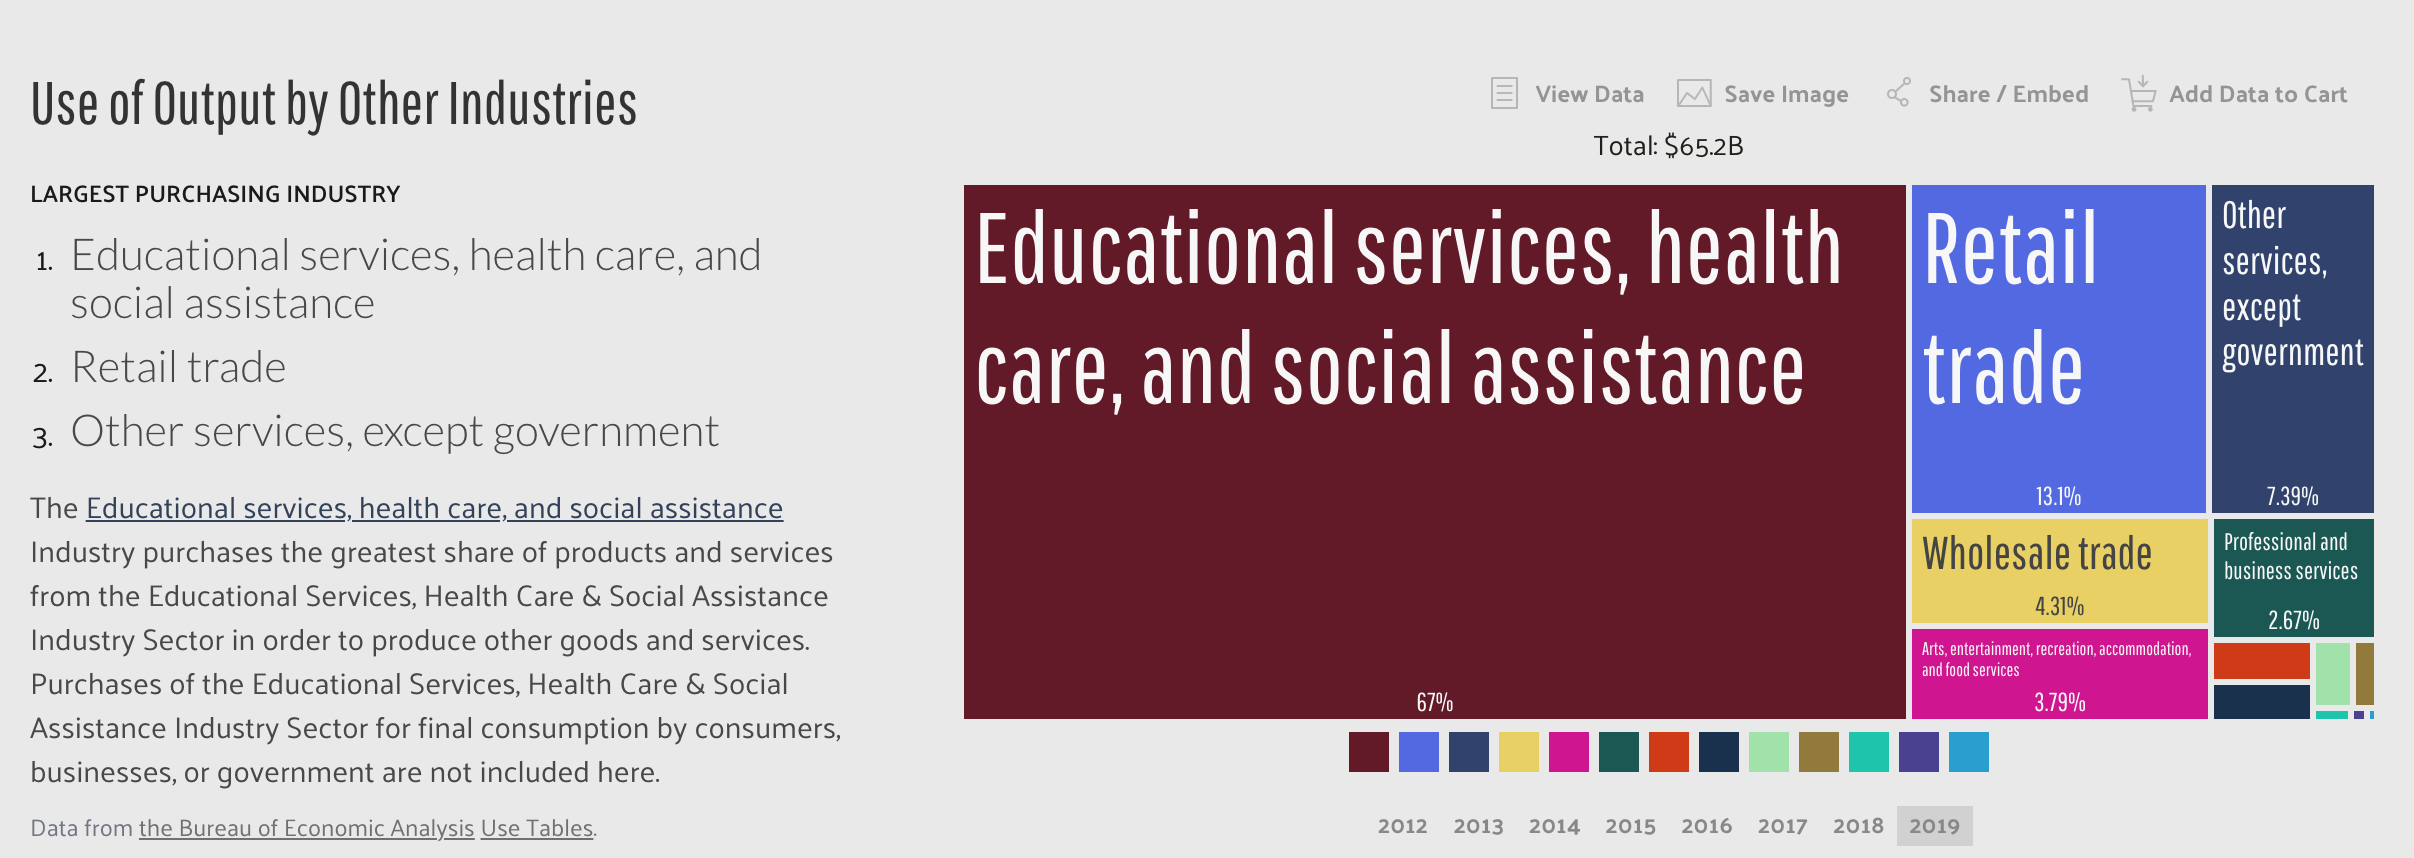 Use of Output by Other Industries
LARGEST PURCHASING INDUSTRY
1. Educational services, health care, and
social assistance
2. Retail trade
3. Other services, except government
The Educational services, health care, and social assistance
Industry purchases the greatest share of products and services
from the Educational Services, Health Care & Social Assistance
Industry Sector in order to produce other goods and services.
Purchases of the Educational Services, Health Care & Social
Assistance Industry Sector for final consumption by consumers,
businesses, or government are not included here.
Data from the Bureau of Economic Analysis Use Tables.
View Data Save Image Share / Embed Add Data to Cart
Total: $65.2B
Educational services, health
care, and social assistance
67%
Retail
trade
13.1%
Other
services,
except
government
7.39%
Wholesale trade
4.31%
Professional and
business services
2.67%
Arts, entertainment, recreation, accommodation,
and food services
3.79%
2012 2013 2014 2015 2016 2017 2018 2019